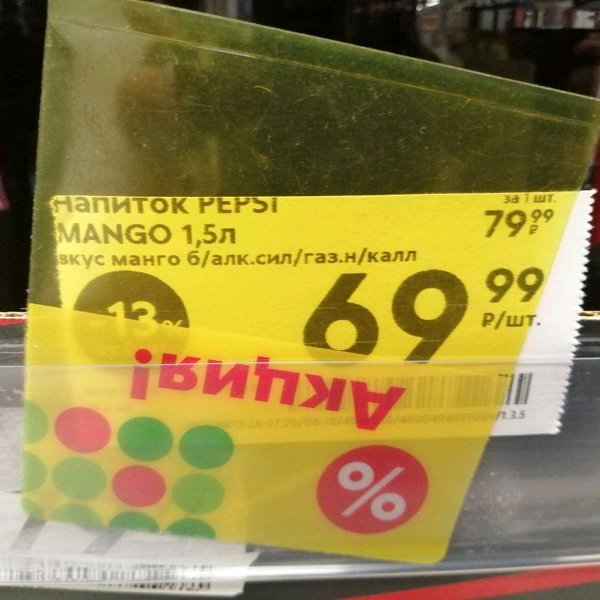 Напиток PEPSI
за 1 шт.
MANGO 1,5л
79 99 ₽
вкус манго б/алк.сил/газ.н/калл
-13%
69 99
₽/шт.
Акция!
%